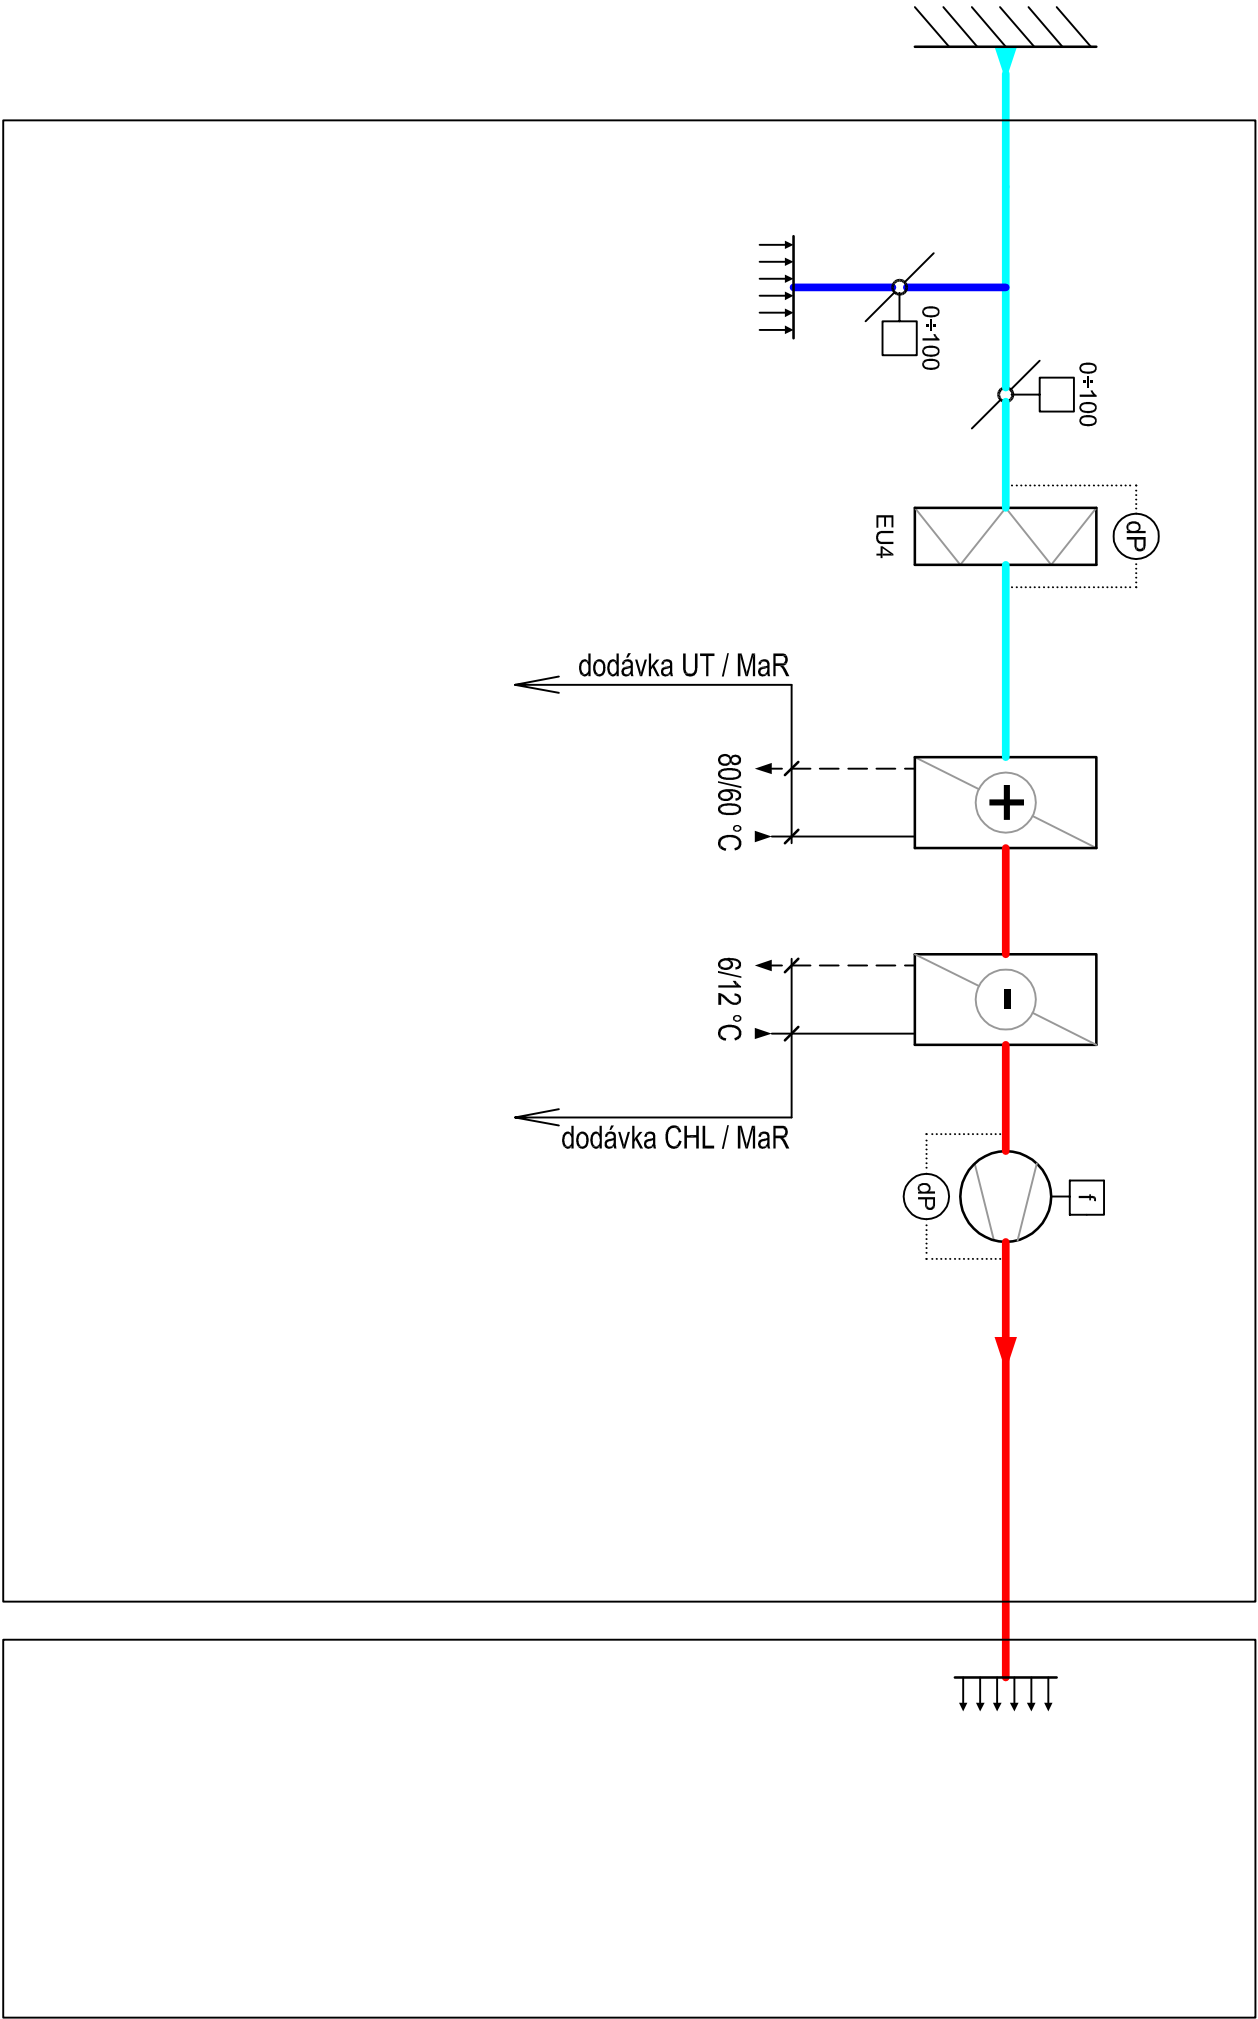 0÷100
0÷100
dP
EU4
dodávka UT / MaR
80/60 °C
+
6/12 °C
-
dodávka CHL / MaR
dP
f